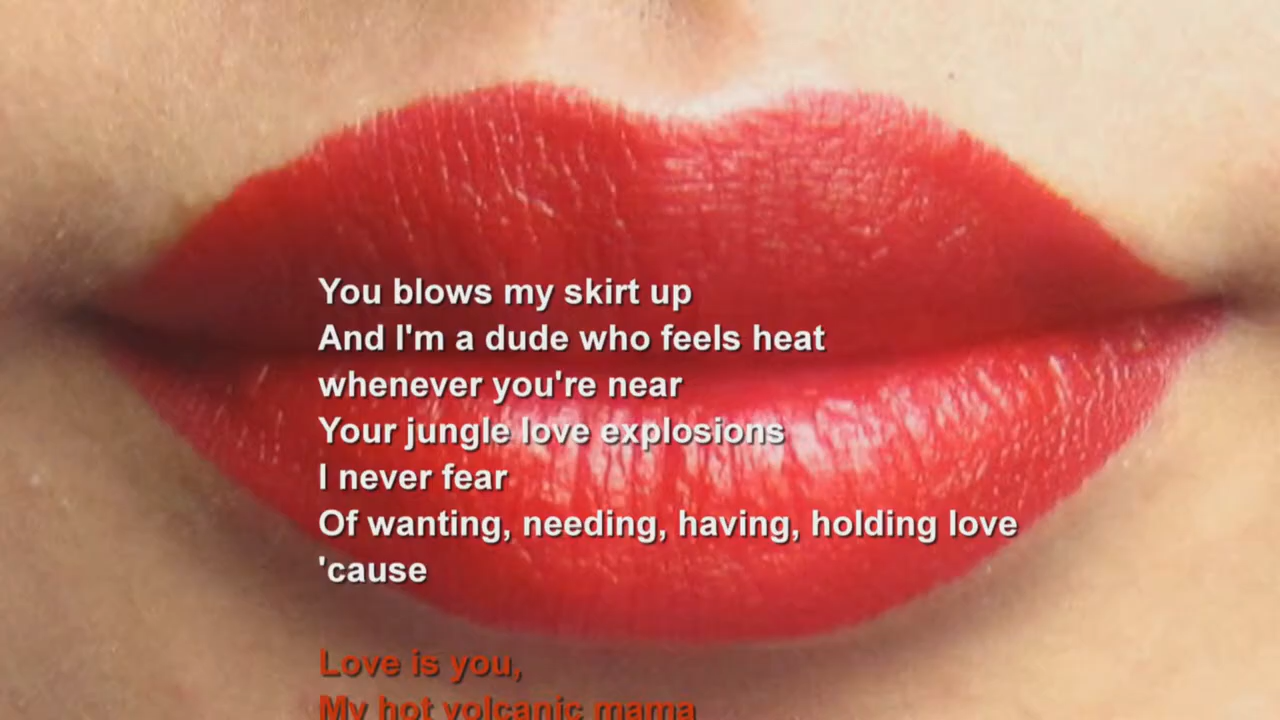 You blows my skirt up
And I'm a dude who feels heat
whenever you're near
Your jungle love explosions
I never fear
Of wanting, needing, having, holding love
'cause
Love is you,
My hot volcanic mama